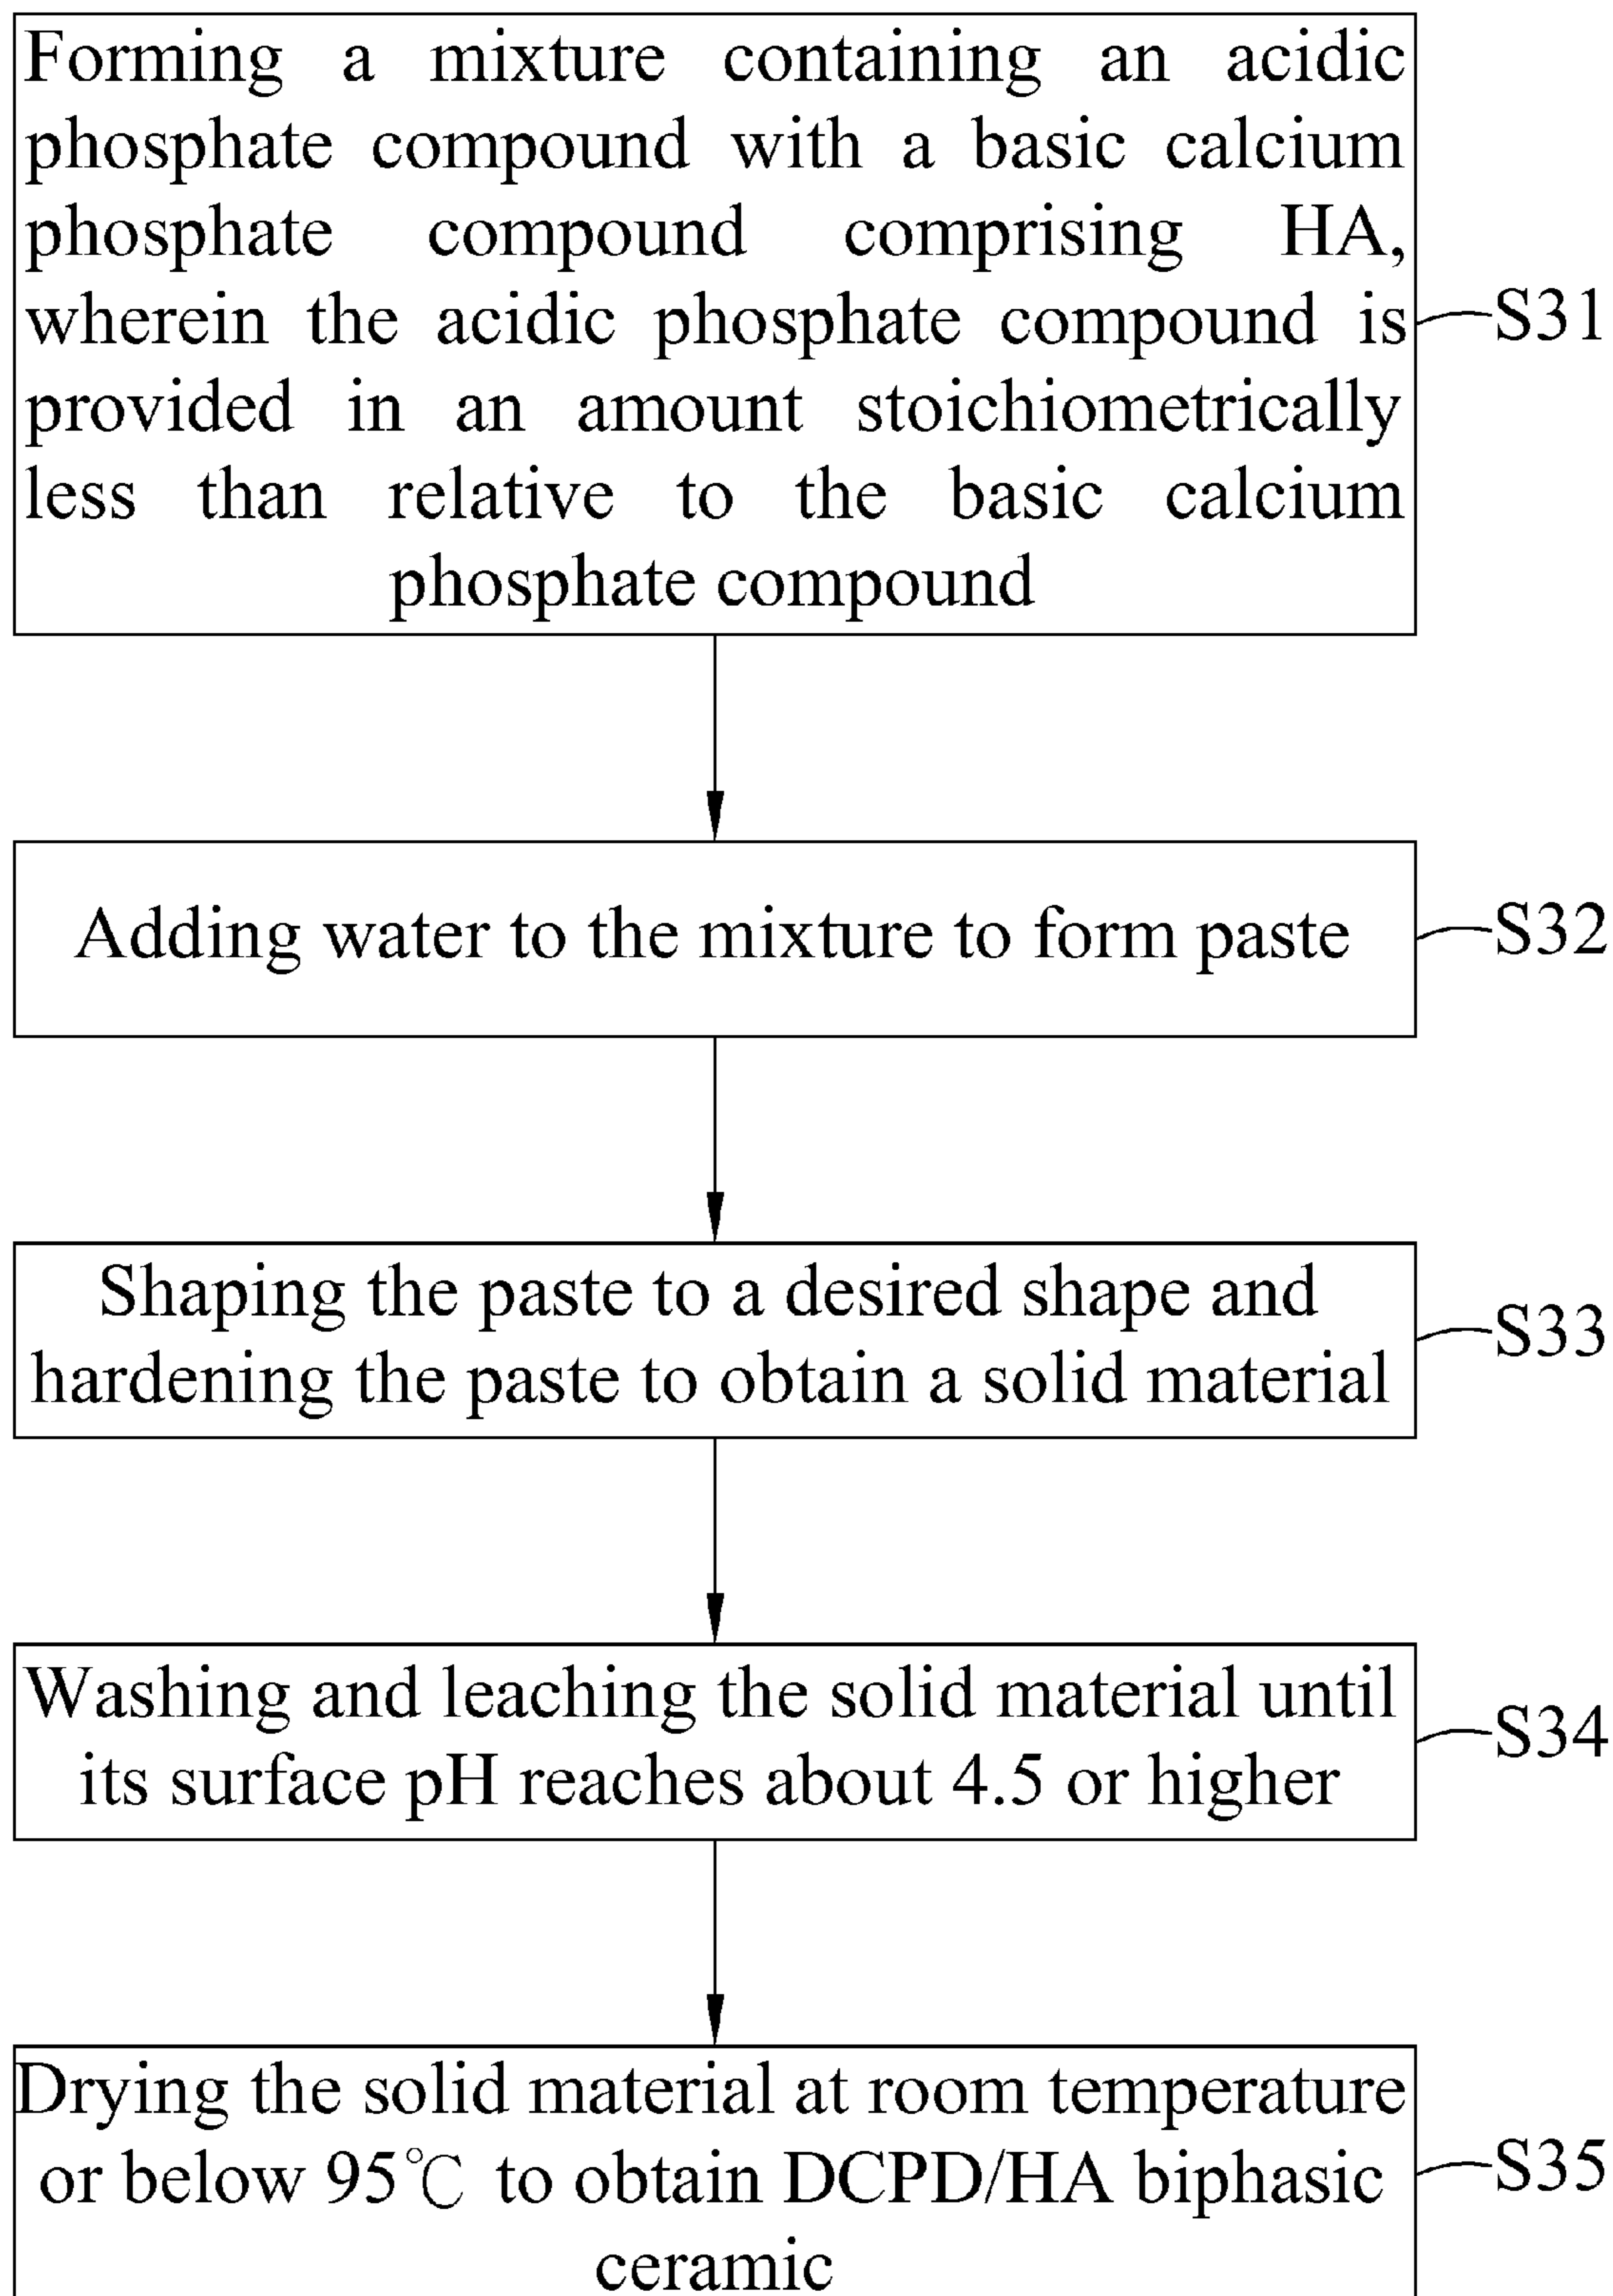 Forming a mixture containing an acidic
phosphate compound with a basic calcium
phosphate compound comprising HA,
wherein the acidic phosphate compound is
provided in an amount stoichiometrically
less than relative to the basic calcium
phosphate compound
S31
Adding water to the mixture to form paste
S32
Shaping the paste to a desired shape and
hardening the paste to obtain a solid material
S33
Washing and leaching the solid material until
its surface pH reaches about 4.5 or higher
S34
Drying the solid material at room temperature
or below 95℃ to obtain DCPD/HA biphasic
ceramic
S35